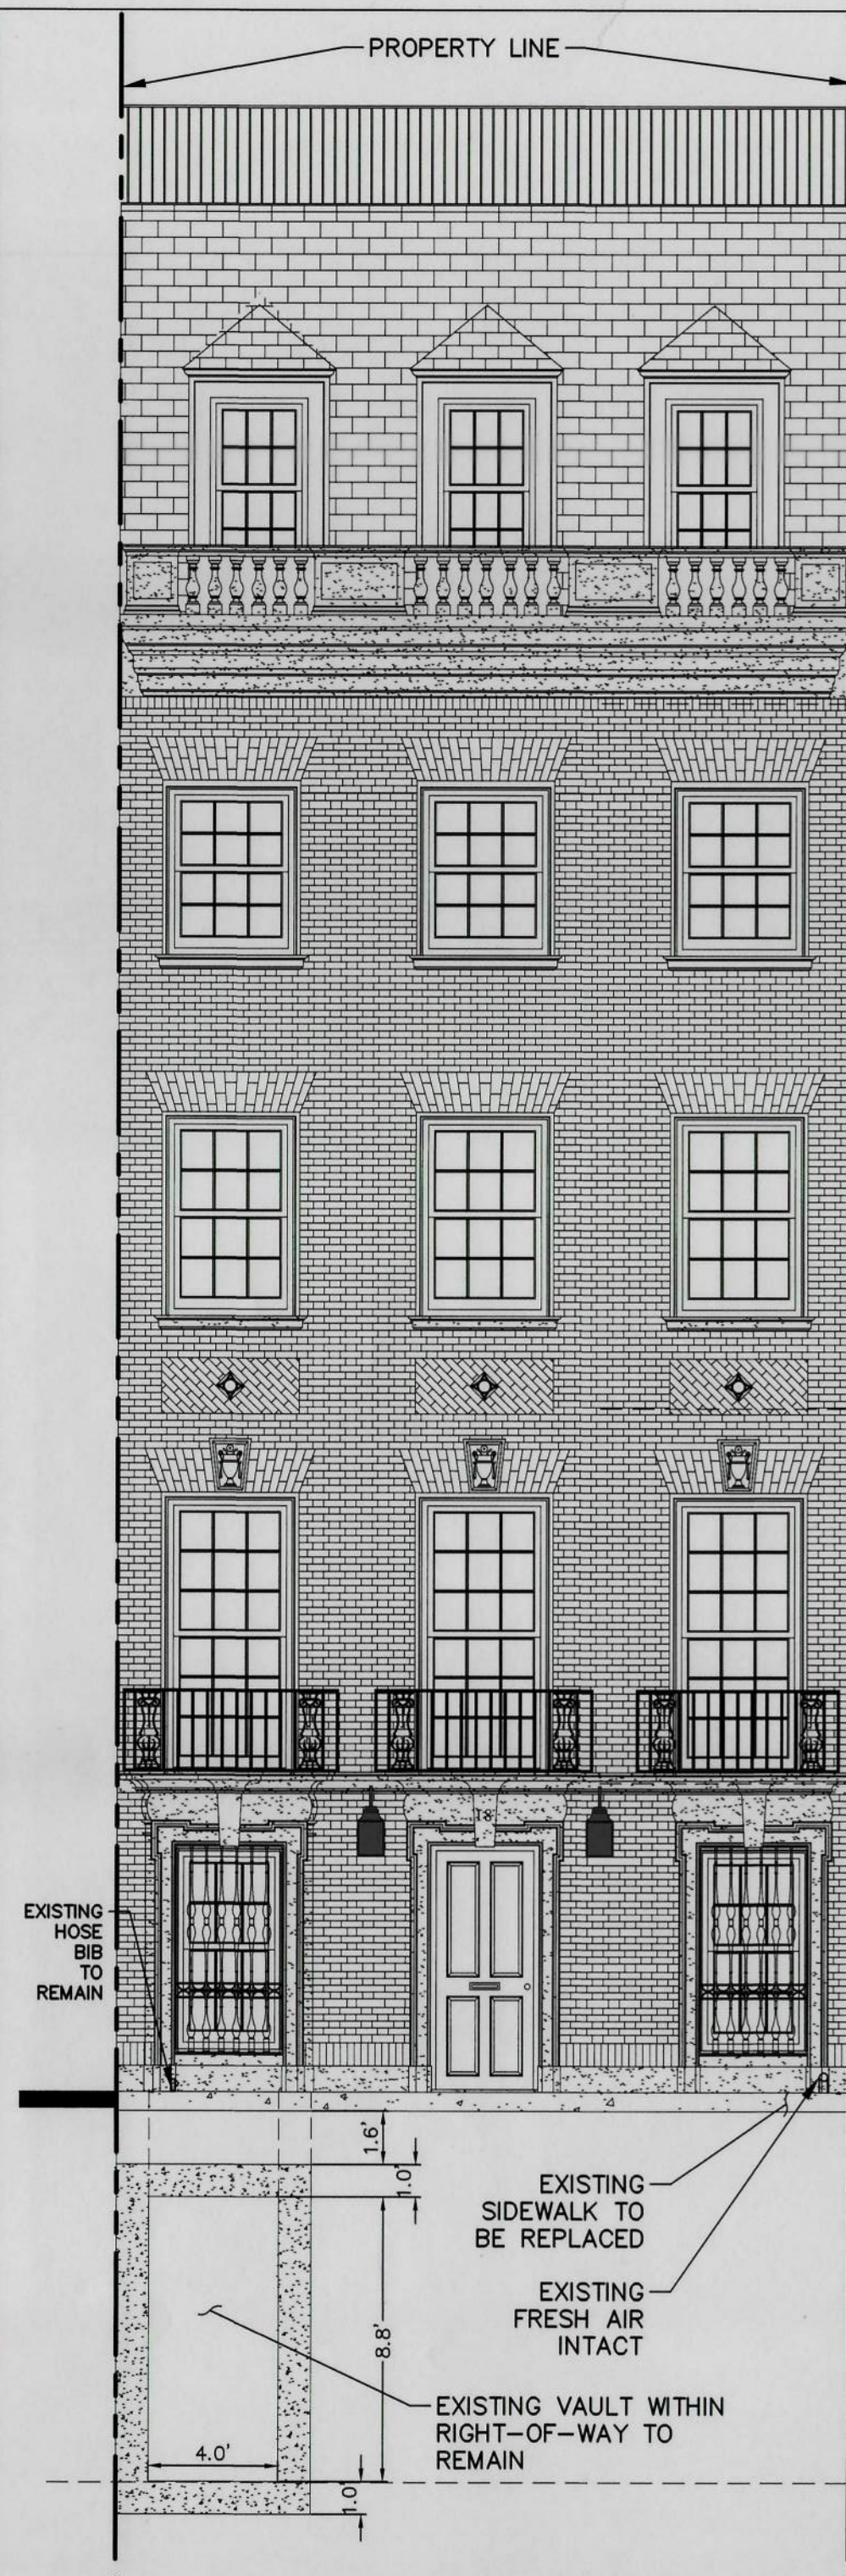 PROPERTY LINE
18
EXISTING
HOSE
BIB
TO
REMAIN
1.6'
1.0'
EXISTING
SIDEWALK TO
BE REPLACED
EXISTING
FRESH AIR
INTACT
8.8'
EXISTING VAULT WITHIN
RIGHT-OF-WAY TO
REMAIN
4.0'
1.0'